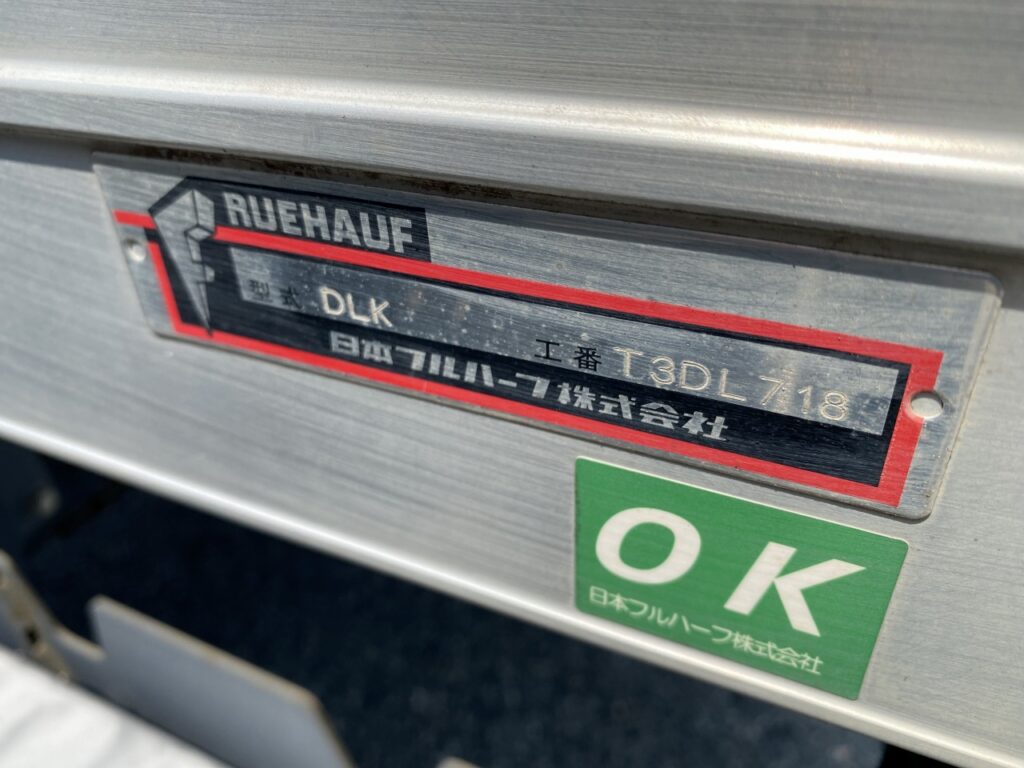 RUEHAUF
型式 DLK
工番 T3DL718
日本フルハーフ株式会社
OK
日本フルハーフ株式会社